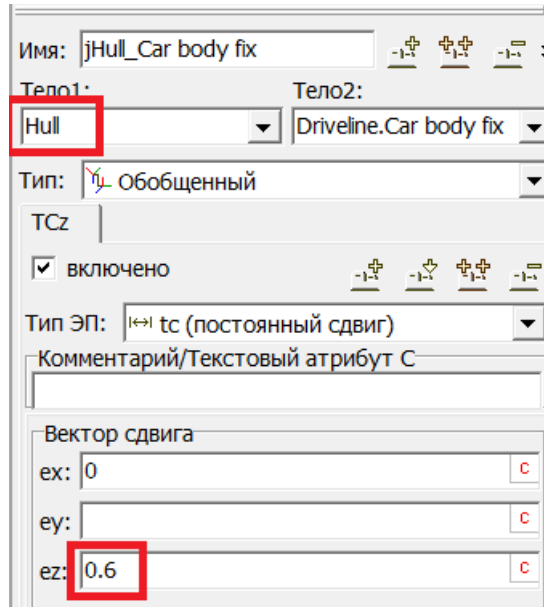 Имя: jHull_Car body fix
Тело1: Тело2:
Hull Driveline.Car body fix
Тип: Обобщенный
TCz
включено
Тип ЭП: tc (постоянный сдвиг)
Комментарий/Текстовый атрибут C
Вектор сдвига
ex: 0 C
ey: C
ez: 0.6 C